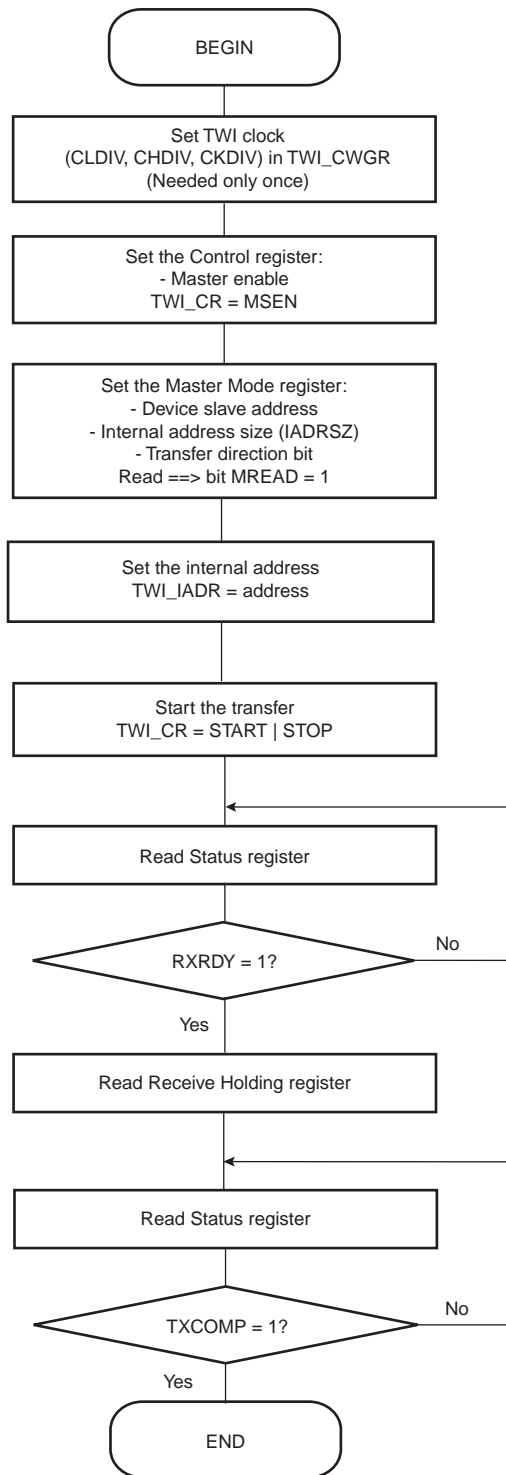 BEGIN
Set TWI clock
(CLDIV, CHDIV, CKDIV) in TWI_CWGR
(Needed only once)
Set the Control register:
- Master enable
TWI_CR = MSEN
Set the Master Mode register:
- Device slave address
- Internal address size (IADRSZ)
- Transfer direction bit
Read ==> bit MREAD = 1
Set the internal address
TWI_IADR = address
Start the transfer
TWI_CR = START | STOP
Read Status register
RXRDY = 1?
No
Yes
Read Receive Holding register
Read Status register
TXCOMP = 1?
No
Yes
END